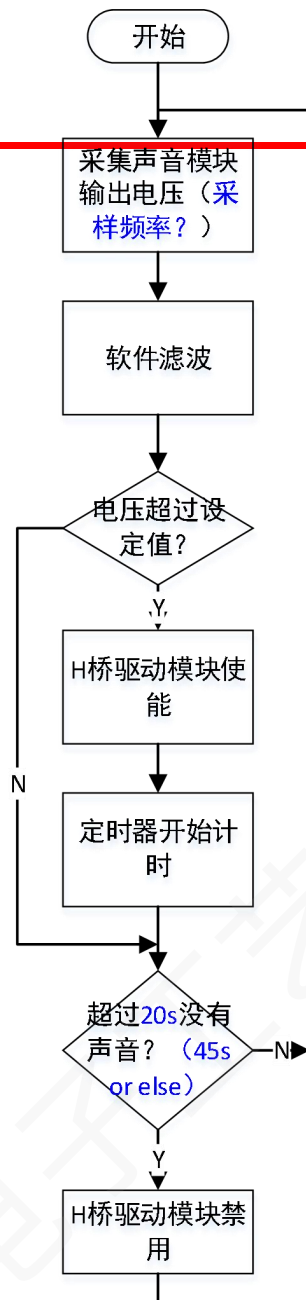 开始
采集声音模块
输出电压（采
样频率？）
软件滤波
电压超过设
定值？
Y
H桥驱动模块使
能
N
定时器开始计
时
超过20s没有
声音？（45s
or else）
N
Y
H桥驱动模块禁
用